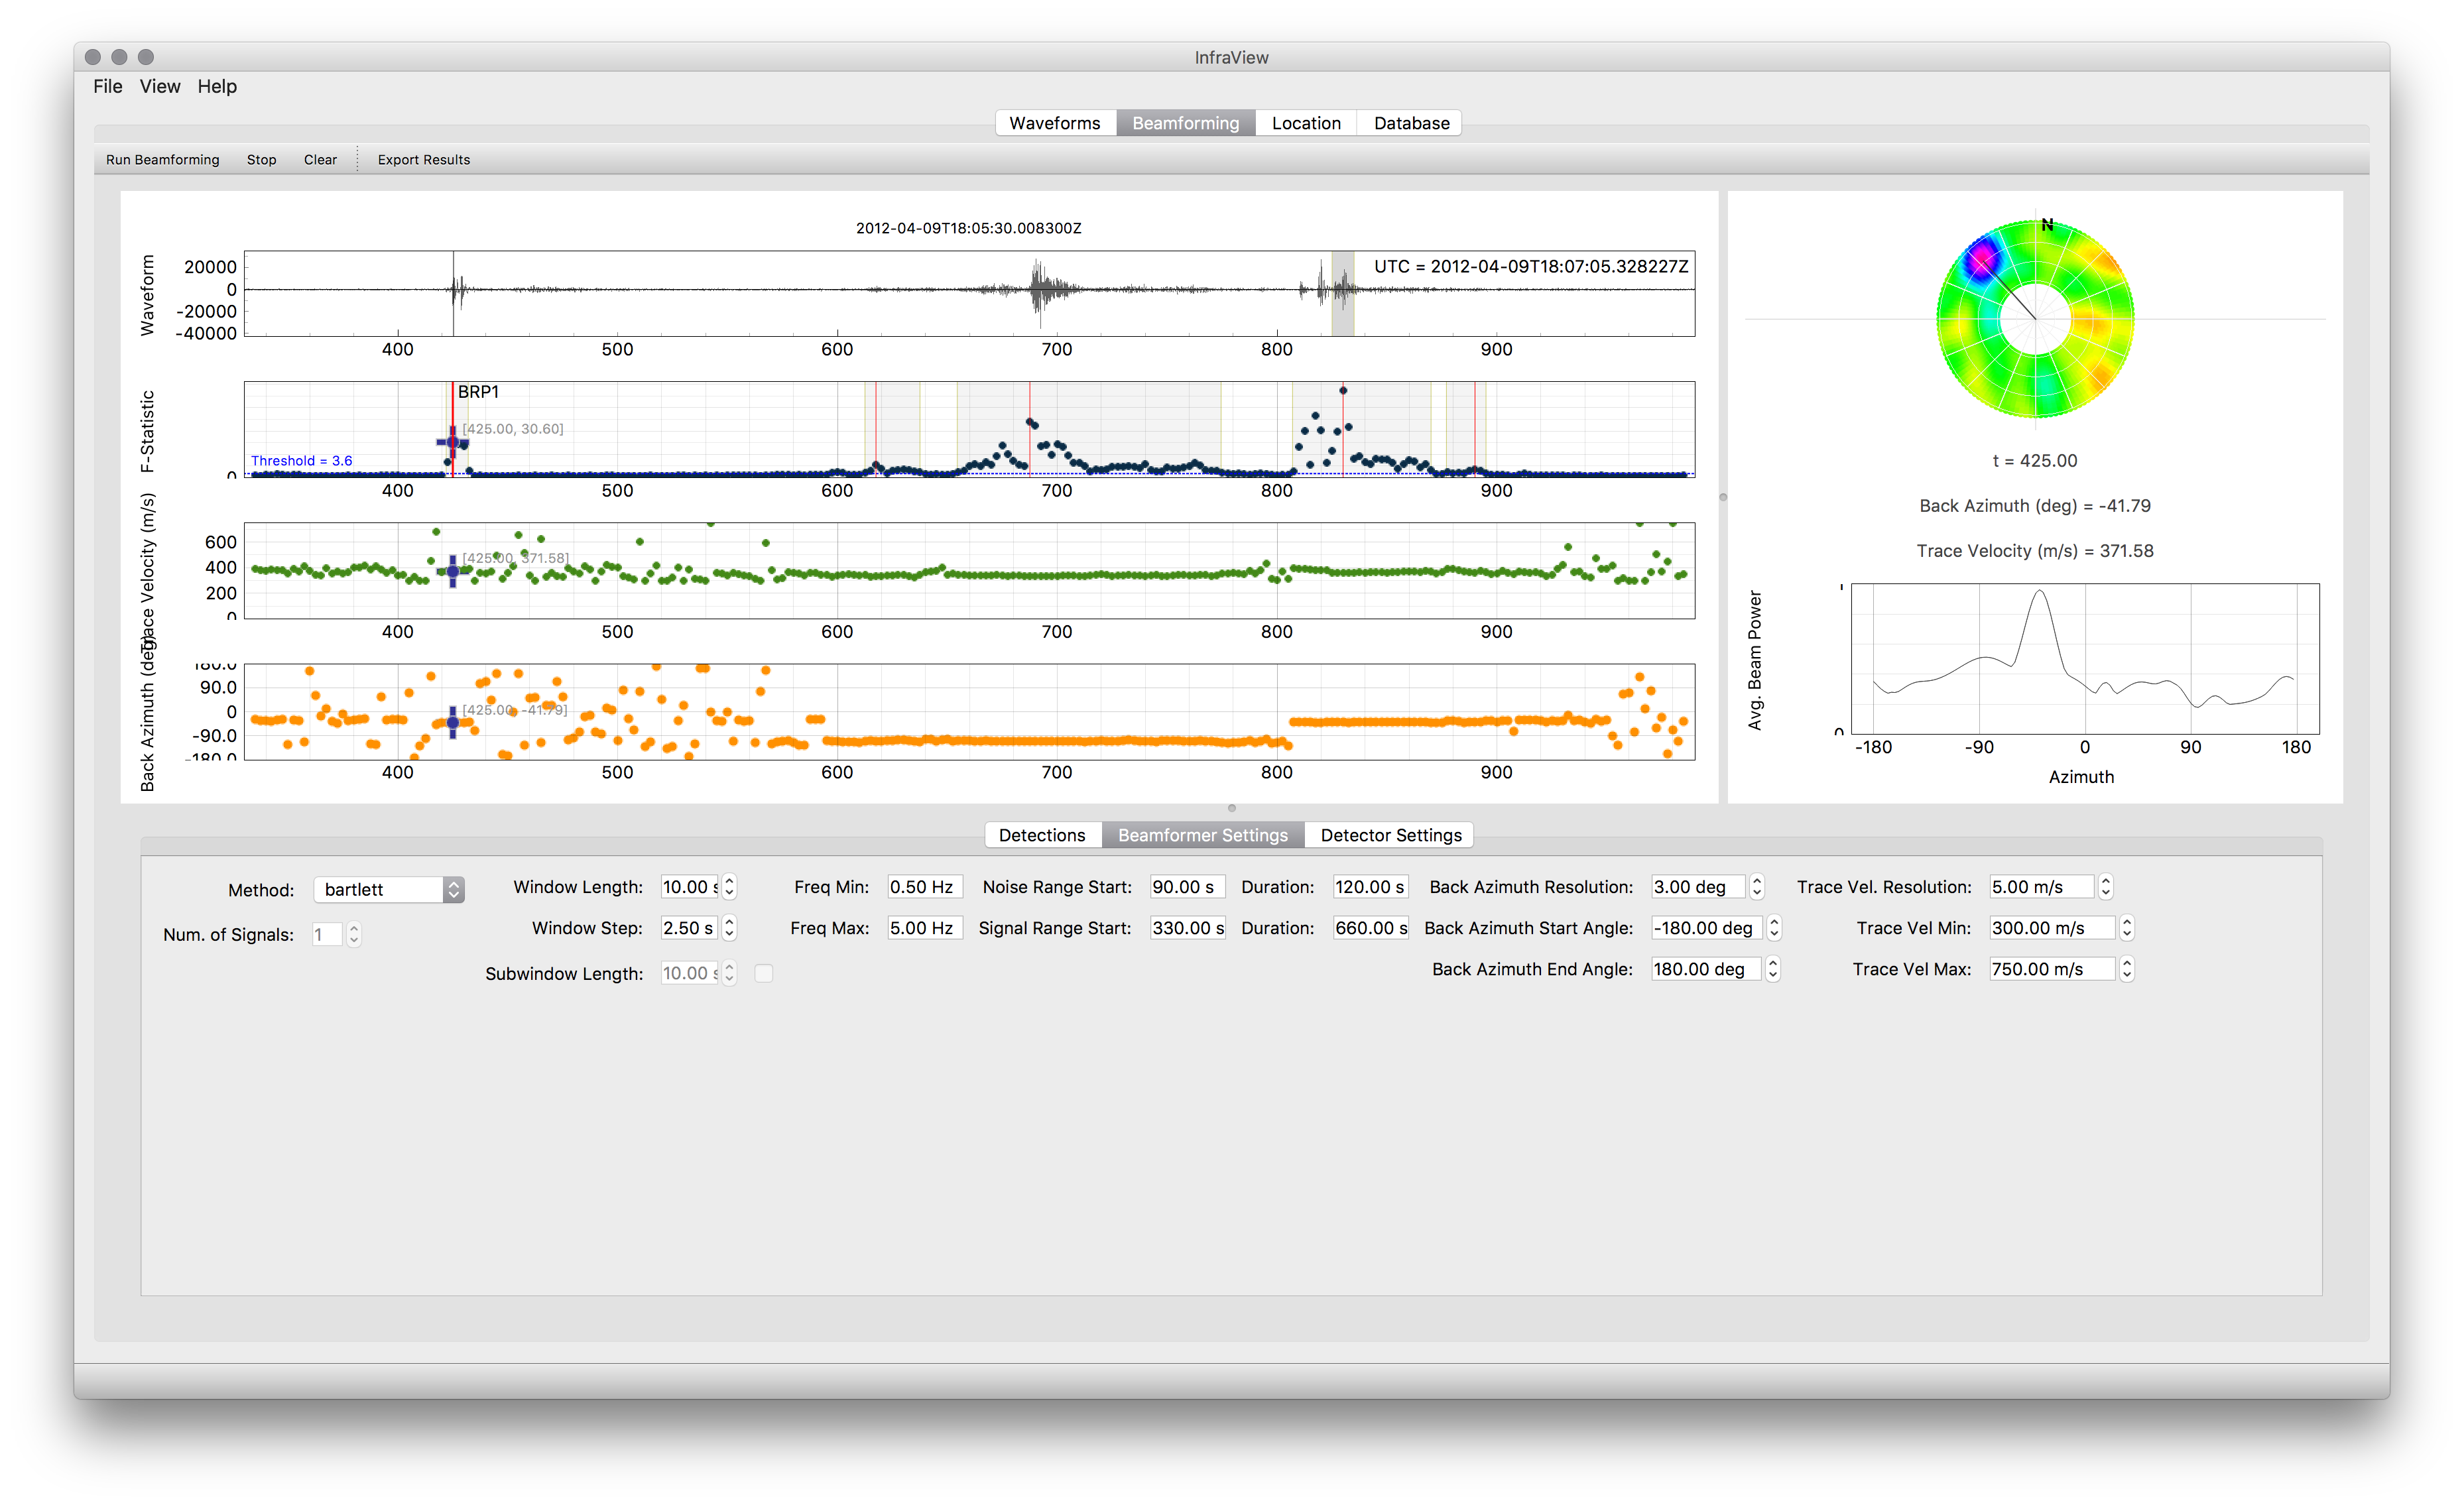 InfraView
File View Help
Waveforms Beamforming Location Database
Run Beamforming Stop Clear Export Results
2012-04-09T18:05:30.008300Z
Waveform
20000
0
-20000
-40000
UTC = 2012-04-09T18:07:05.328227Z
400 500 600 700 800 900
F-Statistic
BRP1
[425.00, 30.60]
Threshold = 3.6
0
400 500 600 700 800 900
Trace Velocity (m/s)
600
400
200
0
[425.00, 371.58]
400 500 600 700 800 900
Back Azimuth (deg)
180.0
90.0
0
-90.0
-180.0
[425.00, -41.79]
400 500 600 700 800 900
N
t = 425.00
Back Azimuth (deg) = -41.79
Trace Velocity (m/s) = 371.58
Avg. Beam Power
1
0
-180 -90 0 90 180
Azimuth
Detections Beamformer Settings Detector Settings
Method: bartlett Window Length: 10.00 s Freq Min: 0.50 Hz Noise Range Start: 90.00 s Duration: 120.00 s Back Azimuth Resolution: 3.00 deg Trace Vel. Resolution: 5.00 m/s
Num. of Signals: 1 Window Step: 2.50 s Freq Max: 5.00 Hz Signal Range Start: 330.00 s Duration: 660.00 s Back Azimuth Start Angle: -180.00 deg Trace Vel Min: 300.00 m/s
Subwindow Length: 10.00 s Back Azimuth End Angle: 180.00 deg Trace Vel Max: 750.00 m/s